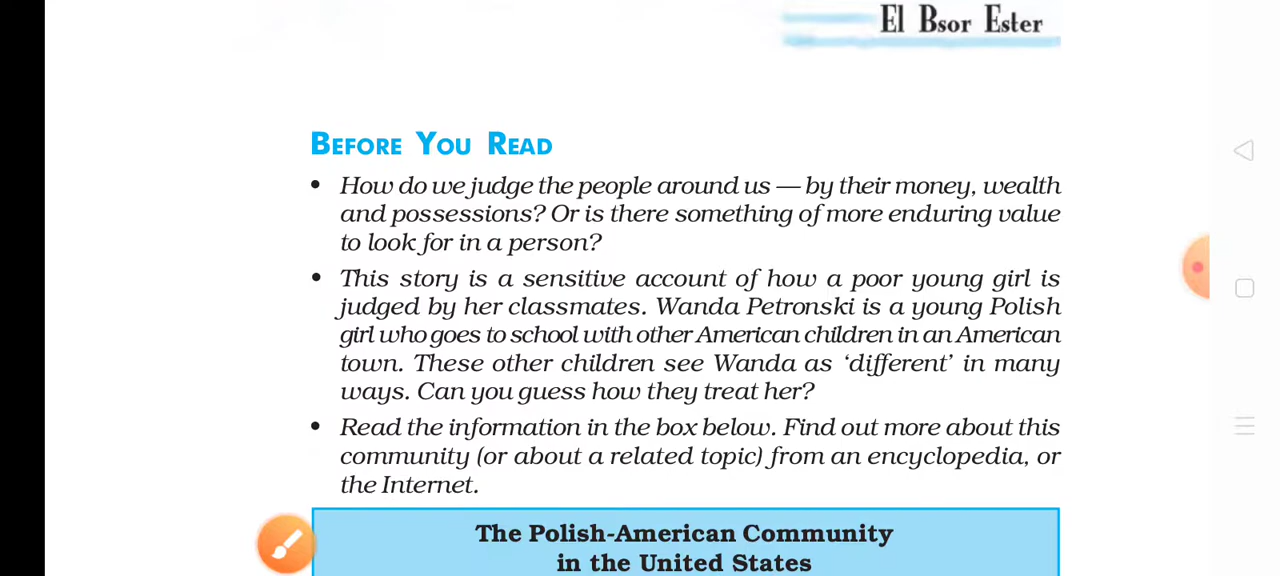 El Bsor Ester
BEFORE YOU READ
• How do we judge the people around us — by their money, wealth
and possessions? Or is there something of more enduring value
to look for in a person?
• This story is a sensitive account of how a poor young girl is
judged by her classmates. Wanda Petronski is a young Polish
girl who goes to school with other American children in an American
town. These other children see Wanda as ‘different’ in many
ways. Can you guess how they treat her?
• Read the information in the box below. Find out more about this
community (or about a related topic) from an encyclopedia, or
the Internet.
The Polish-American Community
in the United States